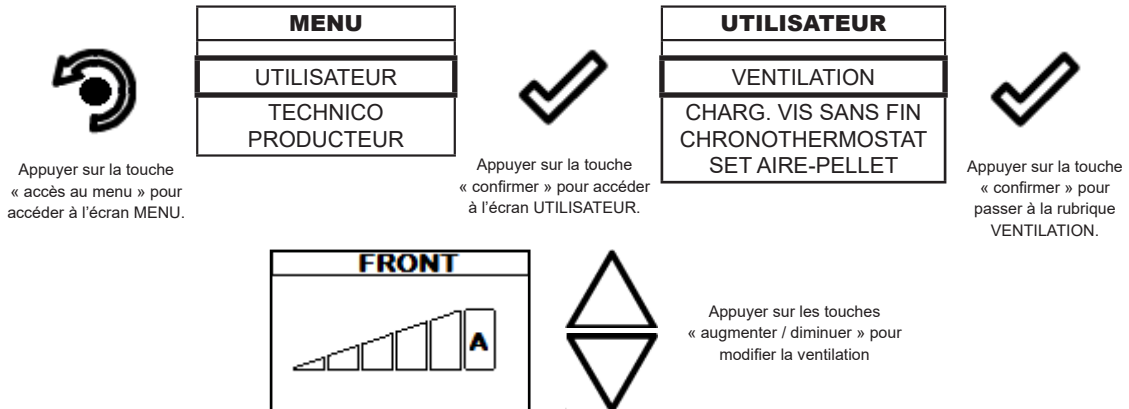 MENU
UTILISATEUR
TECHNICO
PRODUCTEUR
UTILISATEUR
VENTILATION
CHARG. VIS SANS FIN
CHRONOTHERMOSTAT
SET AIRE-PELLET
Appuyer sur la touche
« accès au menu » pour
accéder à l'écran MENU.
Appuyer sur la touche
« confirmer » pour accéder
à l'écran UTILISATEUR.
Appuyer sur la touche
« confirmer » pour
passer à la rubrique
VENTILATION.
FRONT
A
Appuyer sur les touches
« augmenter / diminuer » pour
modifier la ventilation